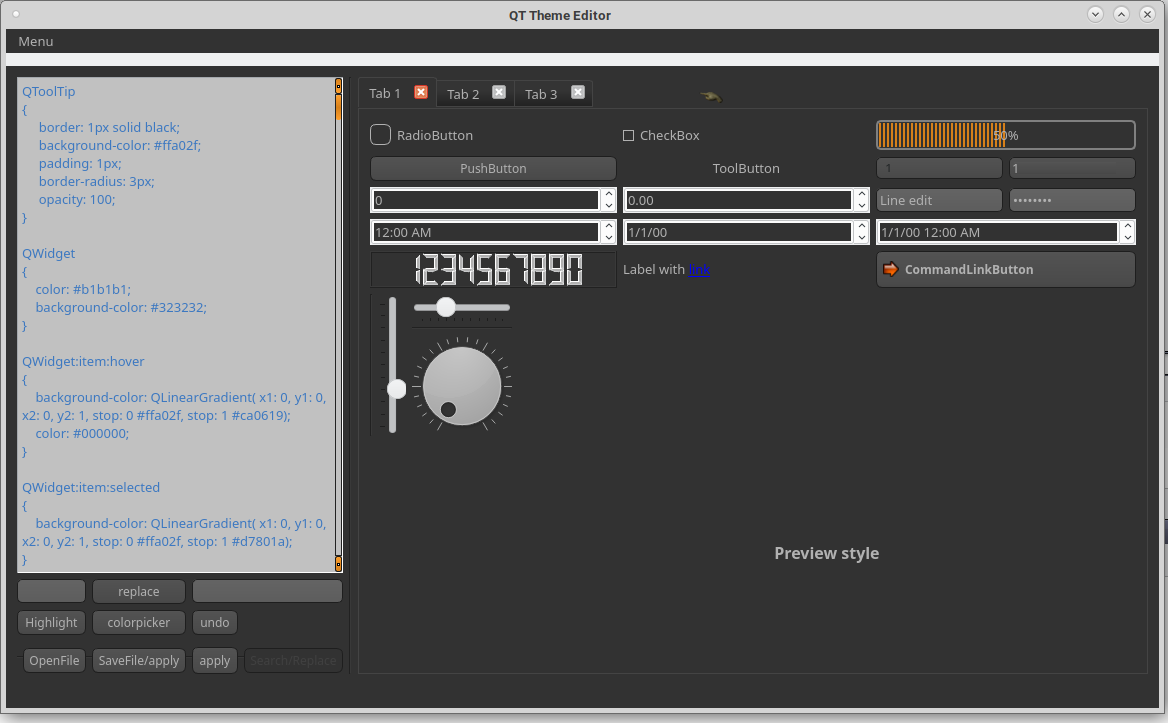 QT Theme Editor
Menu
QToolTip
{
border: 1px solid black;
background-color: #ffa02f;
padding: 1px;
border-radius: 3px;
opacity: 100;
}
QWidget
{
color: #b1b1b1;
background-color: #323232;
}
QWidget:item:hover
{
background-color: QLinearGradient( x1: 0, y1: 0,
x2: 0, y2: 1, stop: 0 #ffa02f, stop: 1 #ca0619);
color: #000000;
}
QWidget:item:selected
{
background-color: QLinearGradient( x1: 0, y1: 0,
x2: 0, y2: 1, stop: 0 #ffa02f, stop: 1 #d7801a);
}
replace
Highlight colorpicker undo
OpenFile SaveFile/apply apply Search/Replace
Tab 1 Tab 2 Tab 3
RadioButton CheckBox 50%
PushButton ToolButton 1 1
0 0.00 Line edit ••••••••
12:00 AM 1/1/00 1/1/00 12:00 AM
1234567890 Label with link CommandLinkButton
Preview style